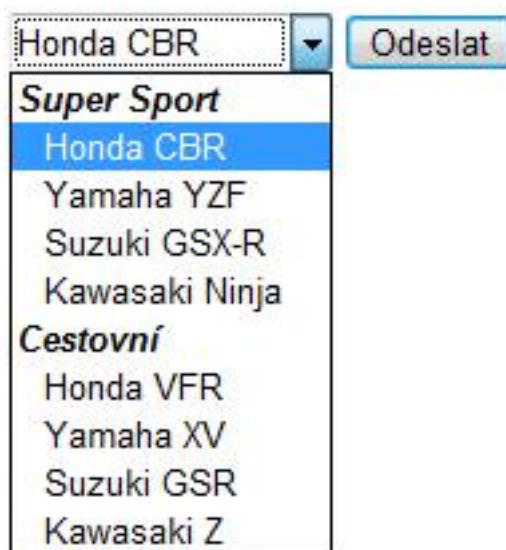 Honda CBR Odeslat
Super Sport
Honda CBR
Yamaha YZF
Suzuki GSX-R
Kawasaki Ninja
Cestovní
Honda VFR
Yamaha XV
Suzuki GSR
Kawasaki Z